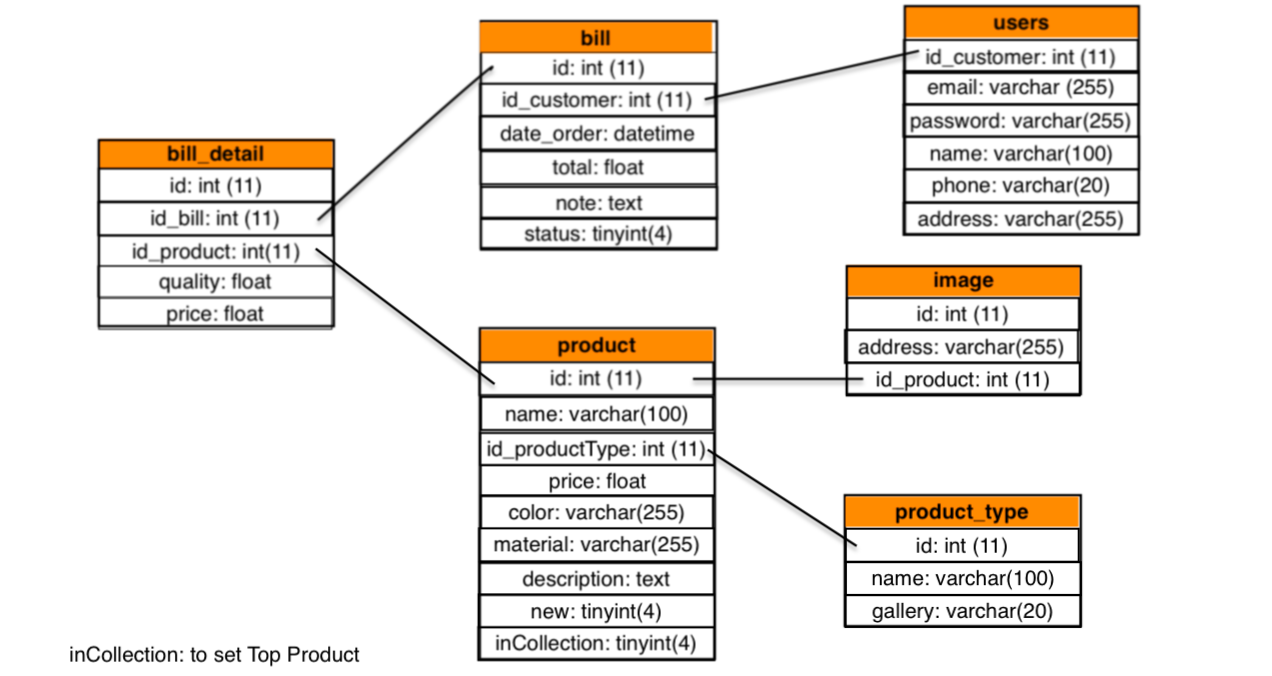 bill_detail
id: int (11)
id_bill: int (11)
id_product: int(11)
quality: float
price: float
bill
id: int (11)
id_customer: int (11)
date_order: datetime
total: float
note: text
status: tinyint(4)
users
id_customer: int (11)
email: varchar (255)
password: varchar(255)
name: varchar(100)
phone: varchar(20)
address: varchar(255)
product
id: int (11)
name: varchar(100)
id_productType: int (11)
price: float
color: varchar(255)
material: varchar(255)
description: text
new: tinyint(4)
inCollection: tinyint(4)
image
id: int (11)
address: varchar(255)
id_product: int (11)
product_type
id: int (11)
name: varchar(100)
gallery: varchar(20)
inCollection: to set Top Product